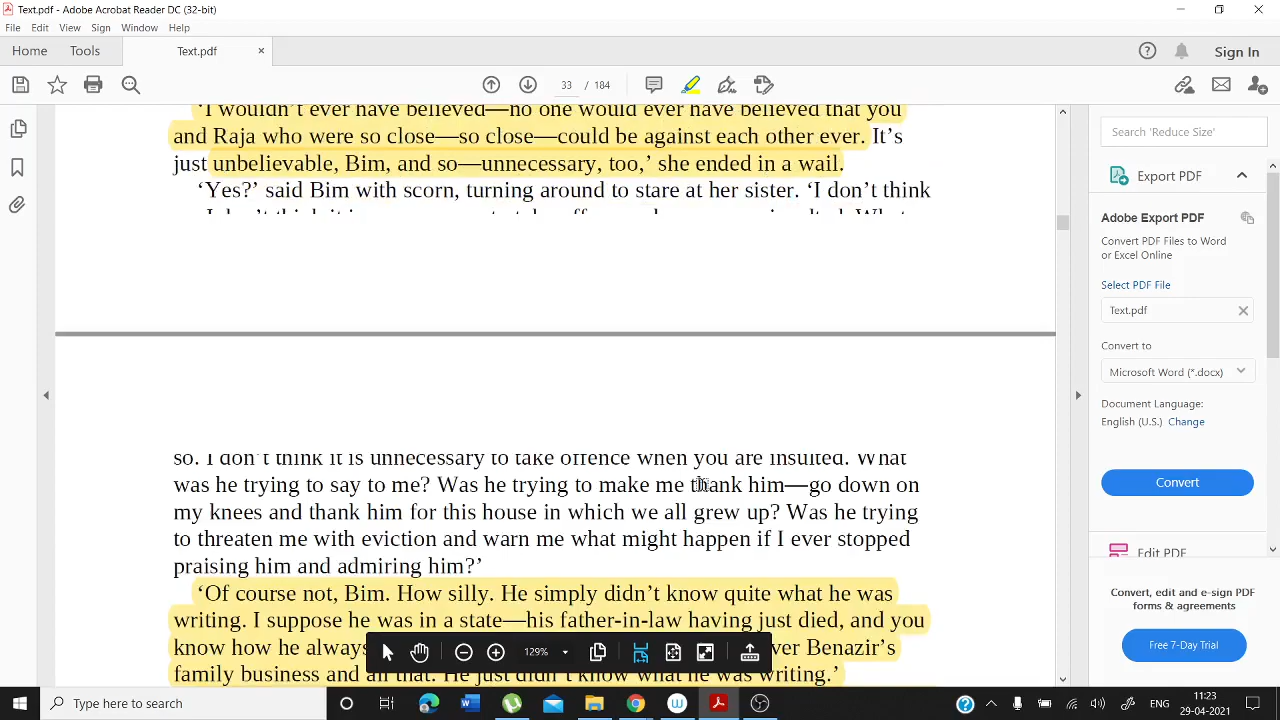 Text.pdf - Adobe Acrobat Reader DC (32-bit)
File Edit View Sign Window Help
Home Tools Text.pdf × Sign In
33 / 184
‘I wouldn’t ever have believed—no one would ever have believed that you
and Raja who were so close—so close—could be against each other ever. It’s
just unbelievable, Bim, and so—unnecessary, too,’ she ended in a wail.
‘Yes?’ said Bim with scorn, turning around to stare at her sister. ‘I don’t think
so. I don’t think it is unnecessary to take offence when you are insulted. What
was he trying to say to me? Was he trying to make me thank him—go down on
my knees and thank him for this house in which we all grew up? Was he trying
to threaten me with eviction and warn me what might happen if I ever stopped
praising him and admiring him?’
‘Of course not, Bim. How silly. He simply didn’t know quite what he was
writing. I suppose he was in a state—his father-in-law having just died, and you
know how he always ver Benazir’s
family business and all that. He just didn’t know what he was writing.’
129%
Search 'Reduce Size'
Export PDF
Adobe Export PDF
Convert PDF Files to Word
or Excel Online
Select PDF File
Text.pdf
Convert to
Microsoft Word (*.docx)
Document Language:
English (U.S.) Change
Convert
Edit PDF
Convert, edit and e-sign PDF
forms & agreements
Free 7-Day Trial
Type here to search
ENG
11:23
29-04-2021